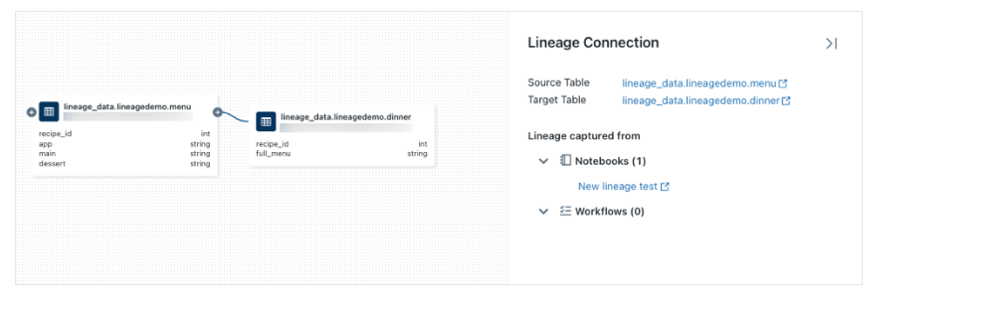 Lineage Connection
Source Table lineage_data.lineagedemo.menu
Target Table lineage_data.lineagedemo.dinner
Lineage captured from
Notebooks (1)
New lineage test
Workflows (0)
lineage_data.lineagedemo.menu
recipe_id int
app string
main string
dessert string
lineage_data.lineagedemo.dinner
recipe_id int
full_menu string